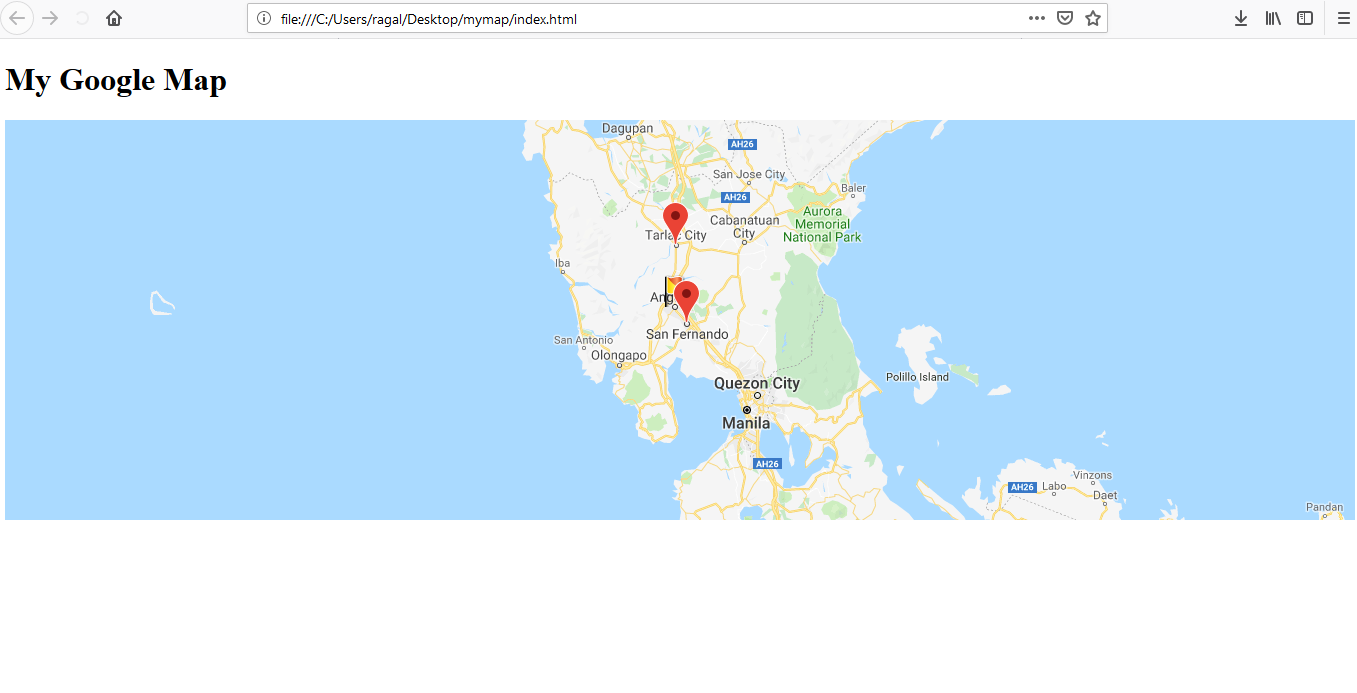 file:///C:/Users/ragal/Desktop/mymap/index.html
My Google Map
Dagupan
AH26
San Jose City
Baler
AH26
Aurora
Memorial
National Park
Cabanatuan
City
Tarlac City
Iba
San Fernando
San Antonio
Olongapo
Polillo Island
Quezon City
Manila
AH26
Vinzons
AH26
Labo
Daet
Pandan